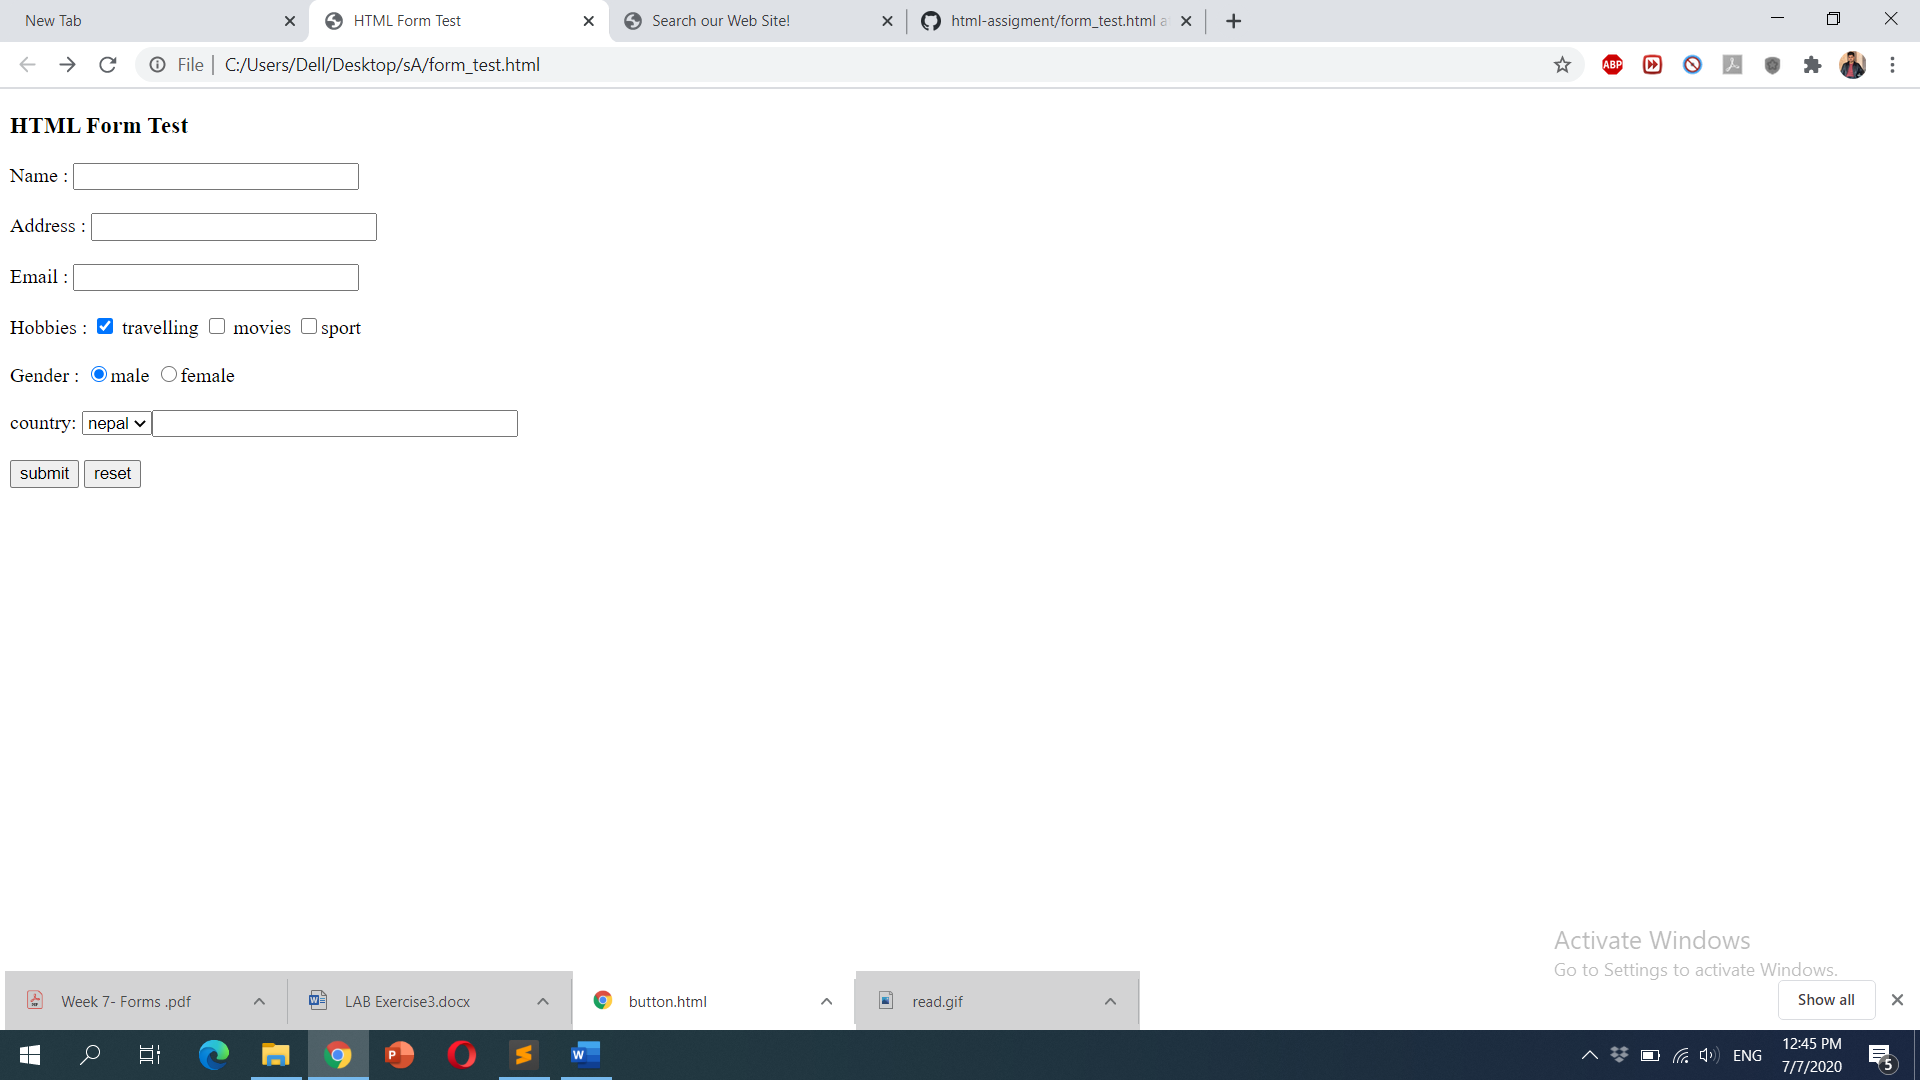 New Tab
HTML Form Test
Search our Web Site!
html-assigment/form_test.html a
File
C:/Users/Dell/Desktop/sA/form_test.html
ABP
HTML Form Test
Name :
Address :
Email :
Hobbies : travelling movies sport
Gender : male female
country: nepal
submit reset
Activate Windows
Go to Settings to activate Windows.
Week 7- Forms .pdf
LAB Exercise3.docx
button.html
read.gif
Show all
ENG
12:45 PM
7/7/2020
5